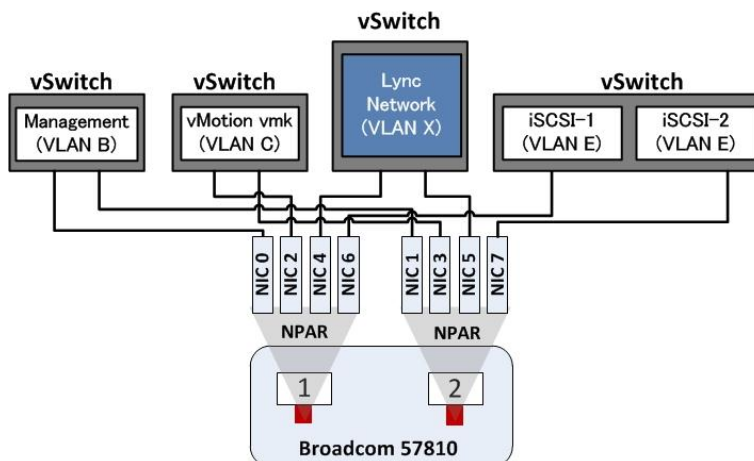 vSwitch
vSwitch
vSwitch
vSwitch
Management
(VLAN B)
vMotion vmk
(VLAN C)
Lync
Network
(VLAN X)
iSCSI-1
(VLAN E)
iSCSI-2
(VLAN E)
NIC 0
NIC 2
NIC 4
NIC 6
NIC 1
NIC 3
NIC 5
NIC 7
NPAR
NPAR
1
2
Broadcom 57810